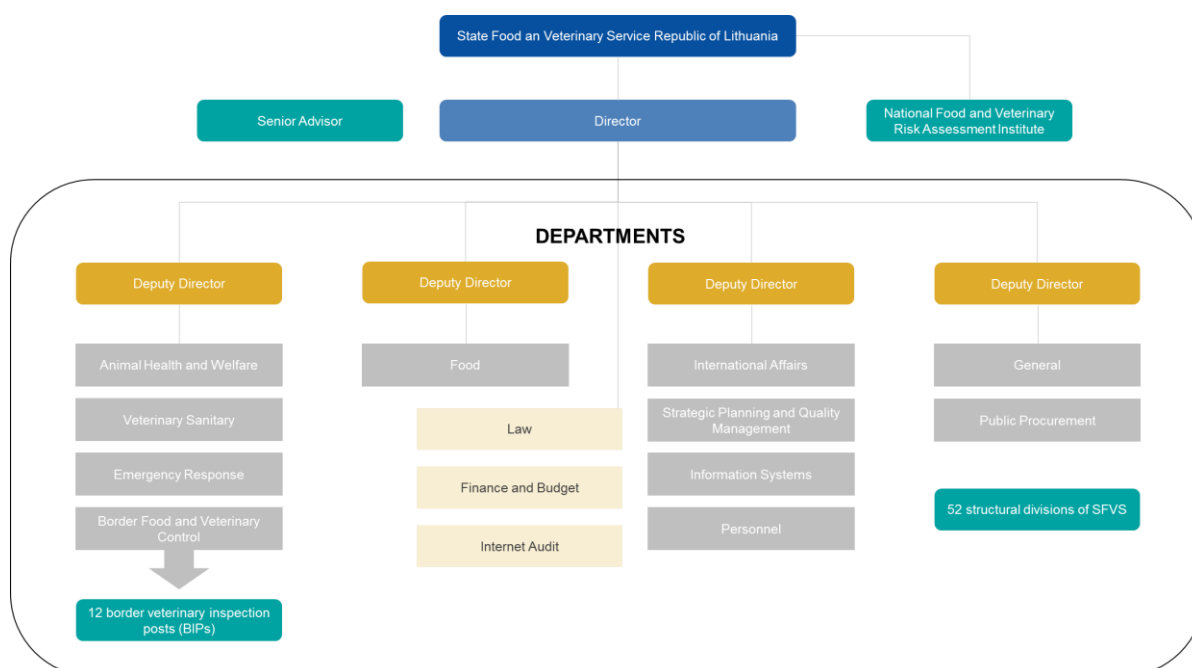 State Food an Veterinary Service Republic of Lithuania
Senior Advisor
Director
National Food and Veterinary
Risk Assessment Institute
DEPARTMENTS
Deputy Director
Deputy Director
Deputy Director
Deputy Director
Animal Health and Welfare
Food
International Affairs
General
Veterinary Sanitary
Law
Strategic Planning and Quality
Management
Public Procurement
Emergency Response
Finance and Budget
Information Systems
52 structural divisions of SFVS
Border Food and Veterinary
Control
Internet Audit
Personnel
12 border veterinary inspection
posts (BIPs)